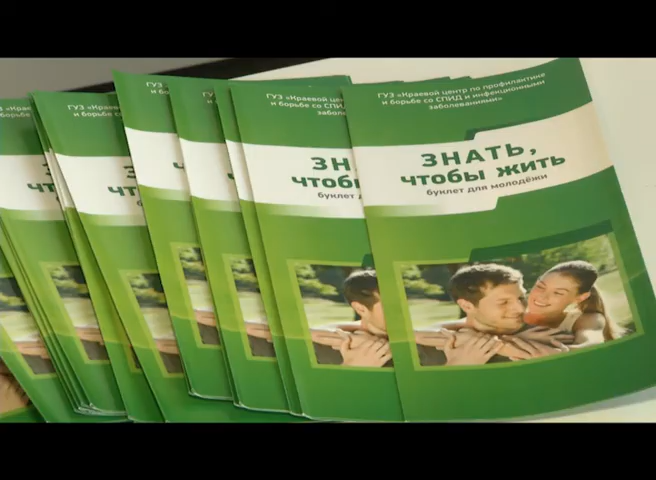 ГУЗ «Краевой центр по профилактике
и борьбе со СПИД и инфекционными
заболеваниями»
ЗНАТЬ,
чтобы жить
буклет для молодёжи